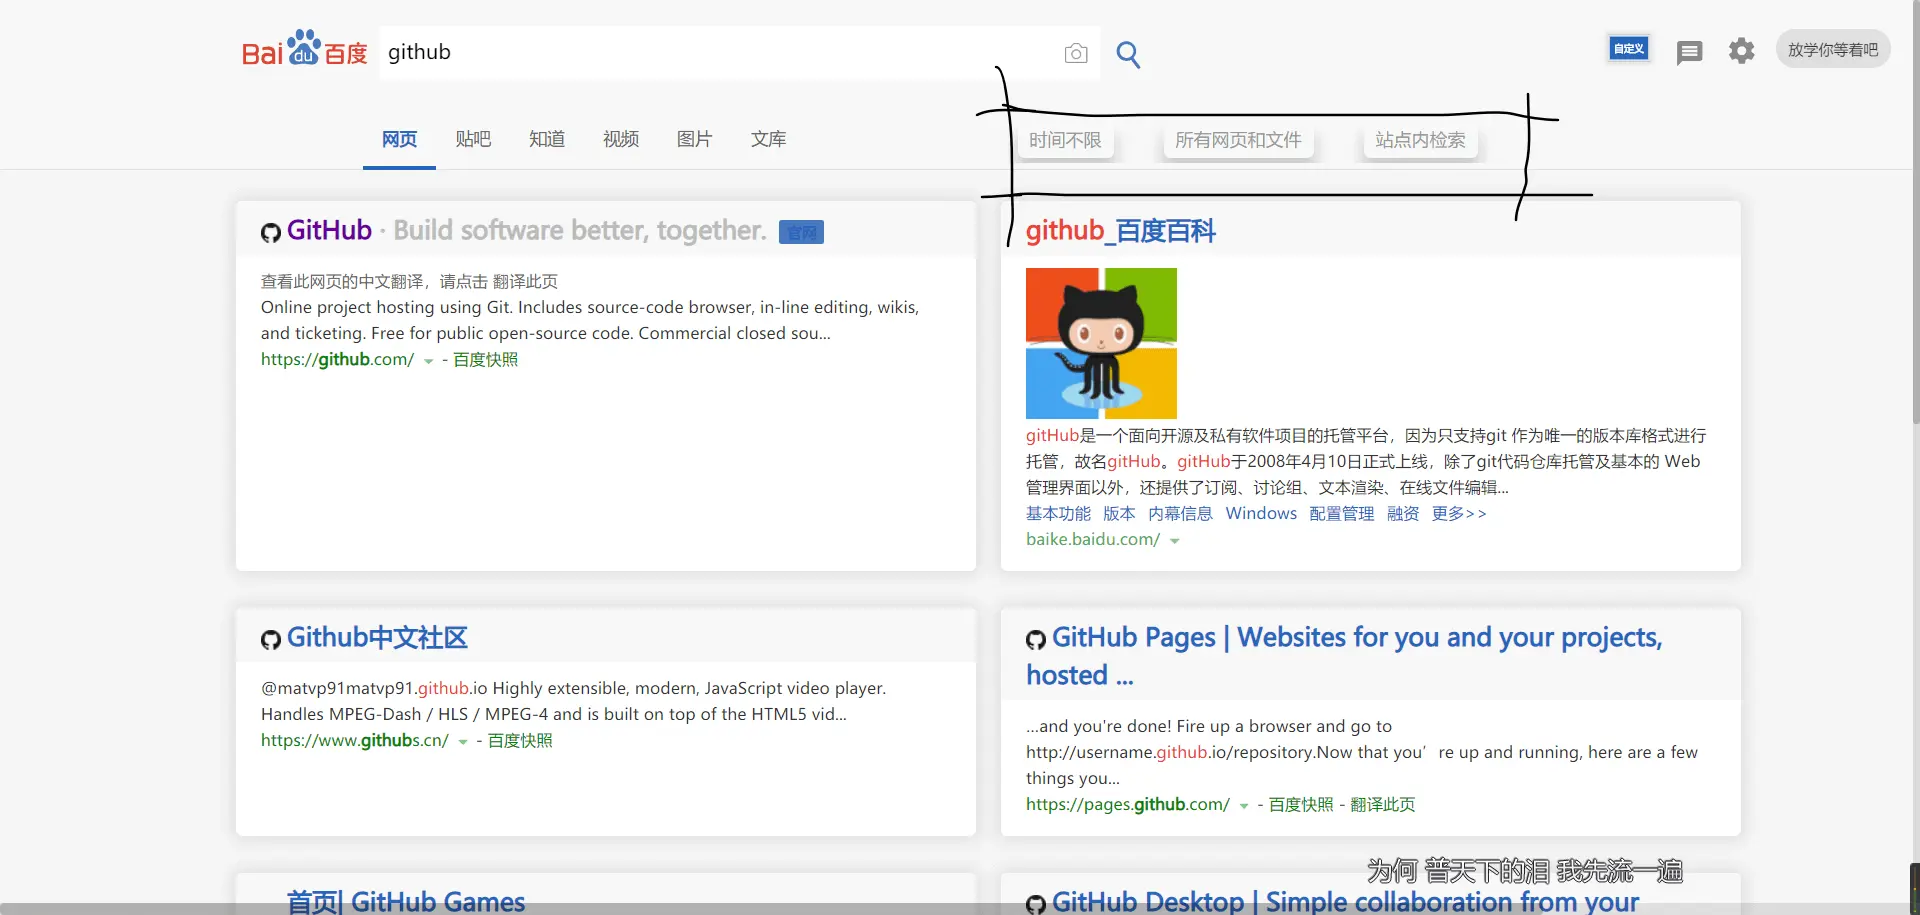 Bai du 百度
github
自定义
放学你等着吧
网页 贴吧 知道 视频 图片 文库
时间不限 所有网页和文件 站点内检索
GitHub · Build software better, together. 官网
查看此网页的中文翻译，请点击 翻译此页
Online project hosting using Git. Includes source-code browser, in-line editing, wikis,
and ticketing. Free for public open-source code. Commercial closed sou...
https://github.com/ - 百度快照
github_百度百科
gitHub是一个面向开源及私有软件项目的托管平台，因为只支持git 作为唯一的版本库格式进行
托管，故名gitHub。gitHub于2008年4月10日正式上线，除了git代码仓库托管及基本的 Web
管理界面以外，还提供了订阅、讨论组、文本渲染、在线文件编辑...
基本功能 版本 内幕信息 Windows 配置管理 融资 更多>>
baike.baidu.com/
Github中文社区
@matvp91matvp91.github.io Highly extensible, modern, JavaScript video player.
Handles MPEG-Dash / HLS / MPEG-4 and is built on top of the HTML5 vid...
https://www.githubs.cn/ - 百度快照
GitHub Pages | Websites for you and your projects,
hosted ...
...and you're done! Fire up a browser and go to
http://username.github.io/repository.Now that you’re up and running, here are a few
things you...
https://pages.github.com/ - 百度快照 - 翻译此页
为何 普天下的泪 我先流一遍
首页| GitHub Games
GitHub Desktop | Simple collaboration from your